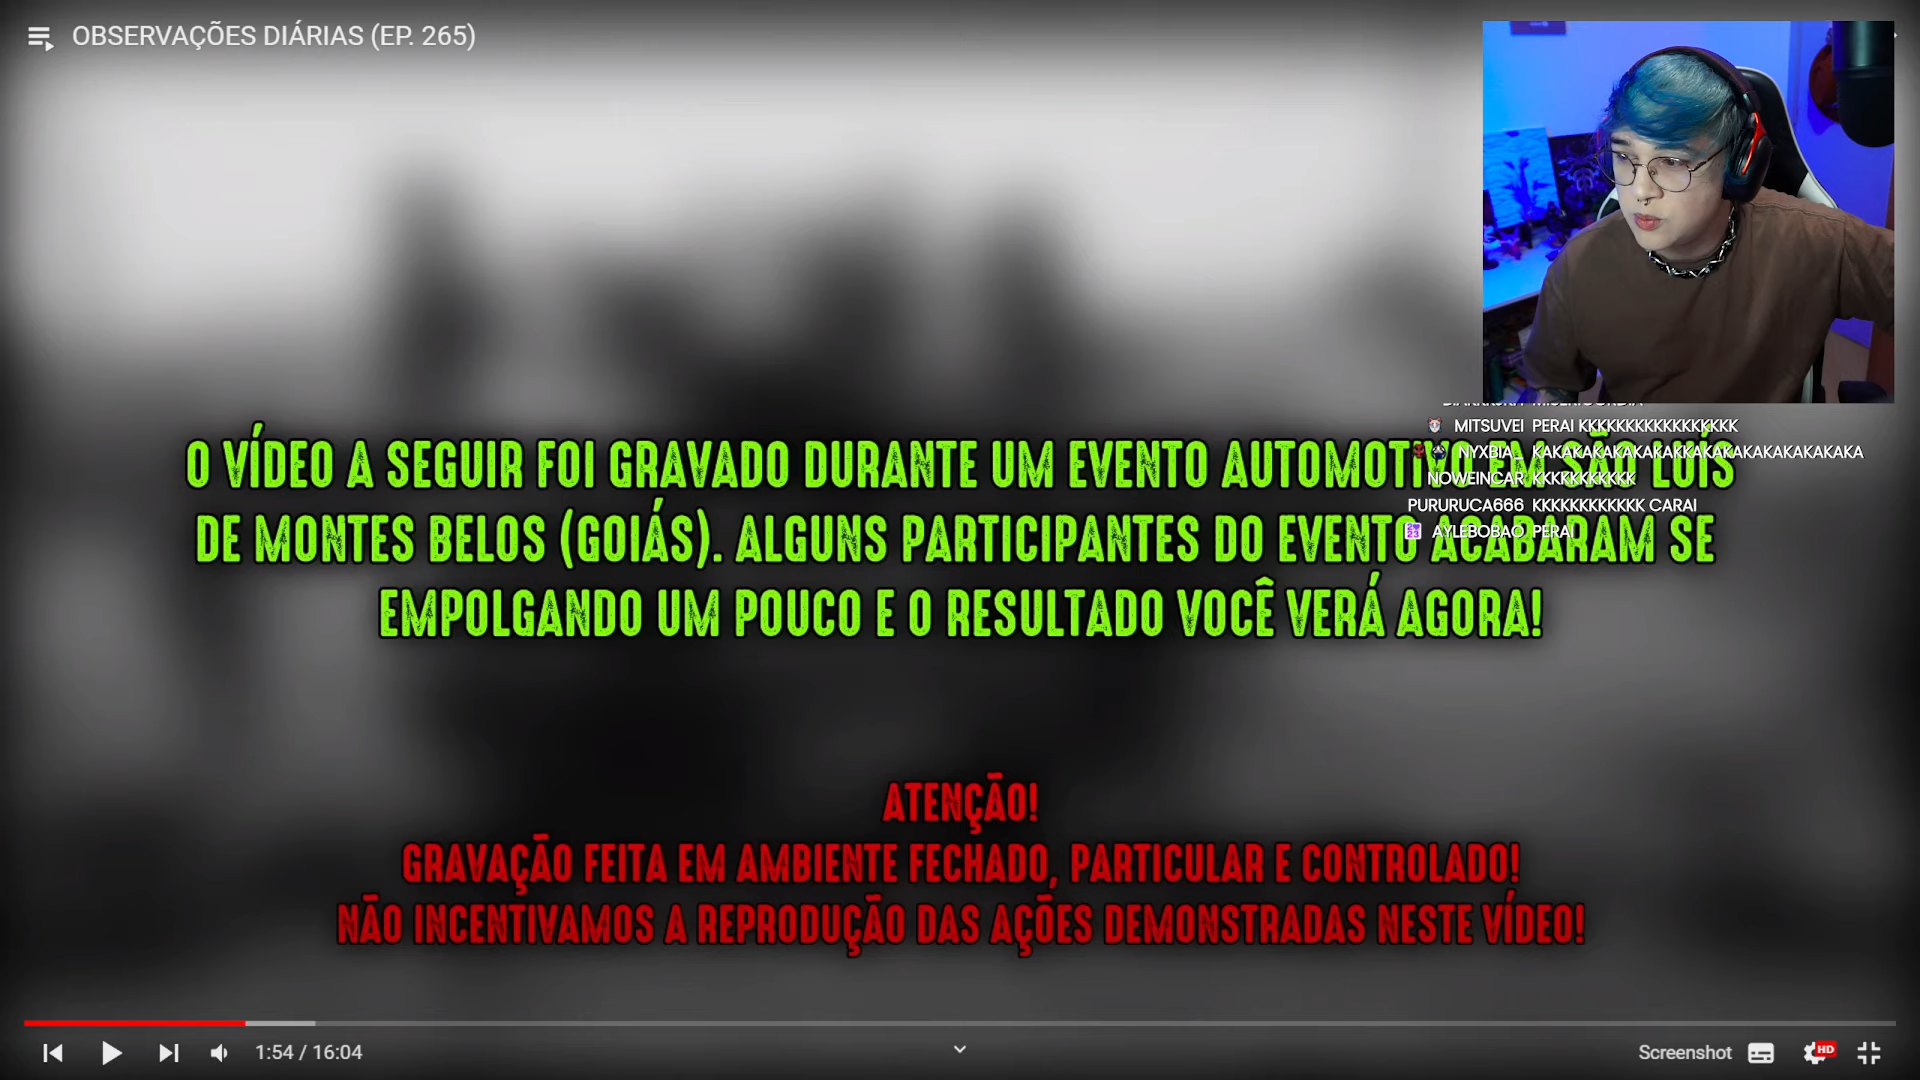 OBSERVAÇÕES DIÁRIAS (EP. 265)
MITSUVEI PERAI KKKKKKKKKKKKKKKKK
NYXBIA_ KAKAKAKAKAKAKKAKAKAKAKAKAKAKA
NOWEINCAR KKKKKKKKKKK
PURURUCA666 KKKKKKKKKKKK CARAI
AYLEBOBAO PERAI
O VÍDEO A SEGUIR FOI GRAVADO DURANTE UM EVENTO AUTOMOTIVO EM SÃO LUÍS
DE MONTES BELOS (GOIÁS). ALGUNS PARTICIPANTES DO EVENTO ACABARAM SE
EMPOLGANDO UM POUCO E O RESULTADO VOCÊ VERÁ AGORA!
ATENÇÃO!
GRAVAÇÃO FEITA EM AMBIENTE FECHADO, PARTICULAR E CONTROLADO!
NÃO INCENTIVAMOS A REPRODUÇÃO DAS AÇÕES DEMONSTRADAS NESTE VÍDEO!
1:54 / 16:04
Screenshot
HD